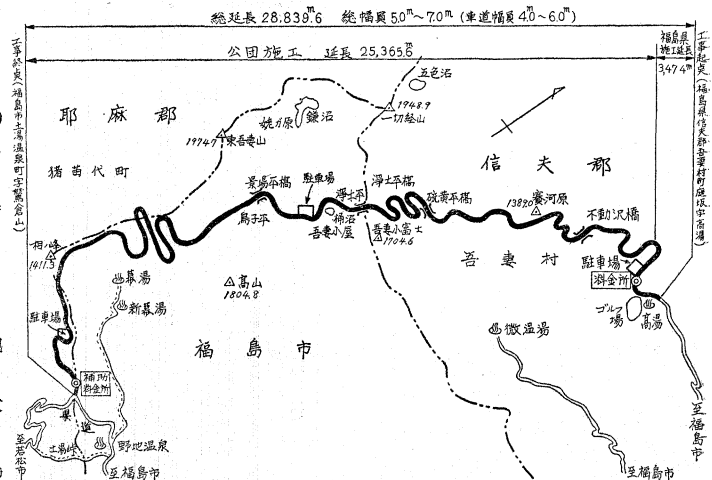 総延長 28,839.6m 総幅員 5.0m~7.0m (車道幅員 4.0m~6.0m)
公団施工 延長 25,365.6m
福島県
施工延長
3,474m
工事終点(福島市土湯温泉町字鷲倉山)
工事起点(福島県信夫郡吾妻村町庭坂字高湯)
五色沼
△1948.9
一切経山
耶麻郡
姥ガ原
鎌沼
1974.7△東吾妻山
信夫郡
猪苗代町
景場平橋
駐車場
浄土平
浄土平橋
硫黄平橋
賽河原
1382.0△
不動沢橋
鳥子平
桶沼
吾妻小屋
吾妻小富士
△1704.6
吾妻村
駐車場
料金所
相ノ峰
1411.3
幕湯
新幕湯
△高山
1804.8
ゴルフ場
高湯
微温湯
駐車場
福島市
補助
料金所
県道
土湯峠
野地温泉
至若松市
至福島市
至福島市
至福島市